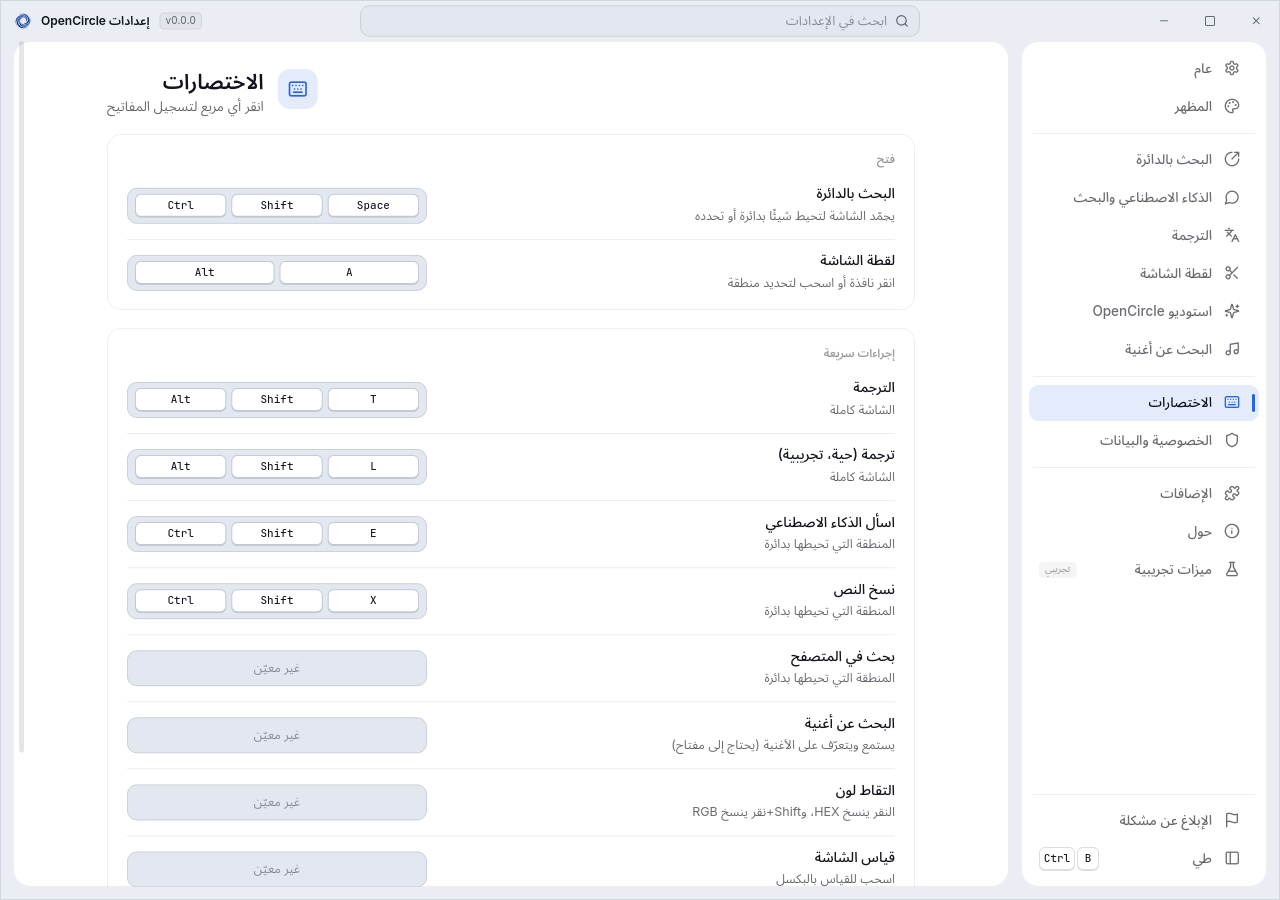 إعدادات OpenCircle
v0.0.0
ابحث في الإعدادات
عام
المظهر
البحث بالدائرة
الذكاء الاصطناعي والبحث
الترجمة
لقطة الشاشة
استوديو OpenCircle
البحث عن أغنية
الاختصارات
الخصوصية والبيانات
الإضافات
حول
ميزات تجريبية
تجريبي
الإبلاغ عن مشكلة
طي
Ctrl B
الاختصارات
انقر أي مربع لتسجيل المفاتيح
فتح
البحث بالدائرة
يجمّد الشاشة لتحيط شيئًا بدائرة أو تحدده
Ctrl Shift Space
لقطة الشاشة
انقر نافذة أو اسحب لتحديد منطقة
Alt A
إجراءات سريعة
الترجمة
الشاشة كاملة
Alt Shift T
ترجمة (حية، تجريبية)
الشاشة كاملة
Alt Shift L
اسأل الذكاء الاصطناعي
المنطقة التي تحيطها بدائرة
Ctrl Shift E
نسخ النص
المنطقة التي تحيطها بدائرة
Ctrl Shift X
بحث في المتصفح
المنطقة التي تحيطها بدائرة
غير معيّن
البحث عن أغنية
يستمع ويتعرّف على الأغنية (يحتاج إلى مفتاح)
غير معيّن
التقاط لون
النقر ينسخ HEX، وShift+نقر ينسخ RGB
غير معيّن
قياس الشاشة
اسحب للقياس بالبكسل
غير معيّن